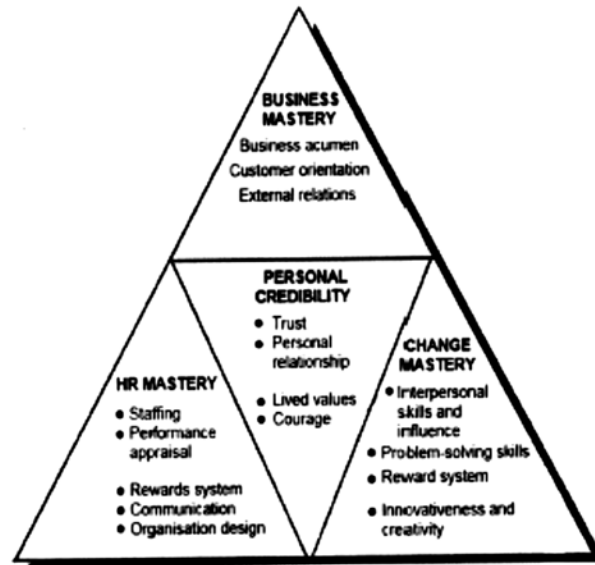 BUSINESS
MASTERY
Business acumen
Customer orientation
External relations
PERSONAL
CREDIBILITY
• Trust
• Personal
relationship
• Lived values
• Courage
HR MASTERY
• Staffing
• Performance
appraisal
• Rewards system
• Communication
• Organisation design
CHANGE
MASTERY
• Interpersonal
skills and
influence
• Problem-solving skills
• Reward system
• Innovativeness and
creativity